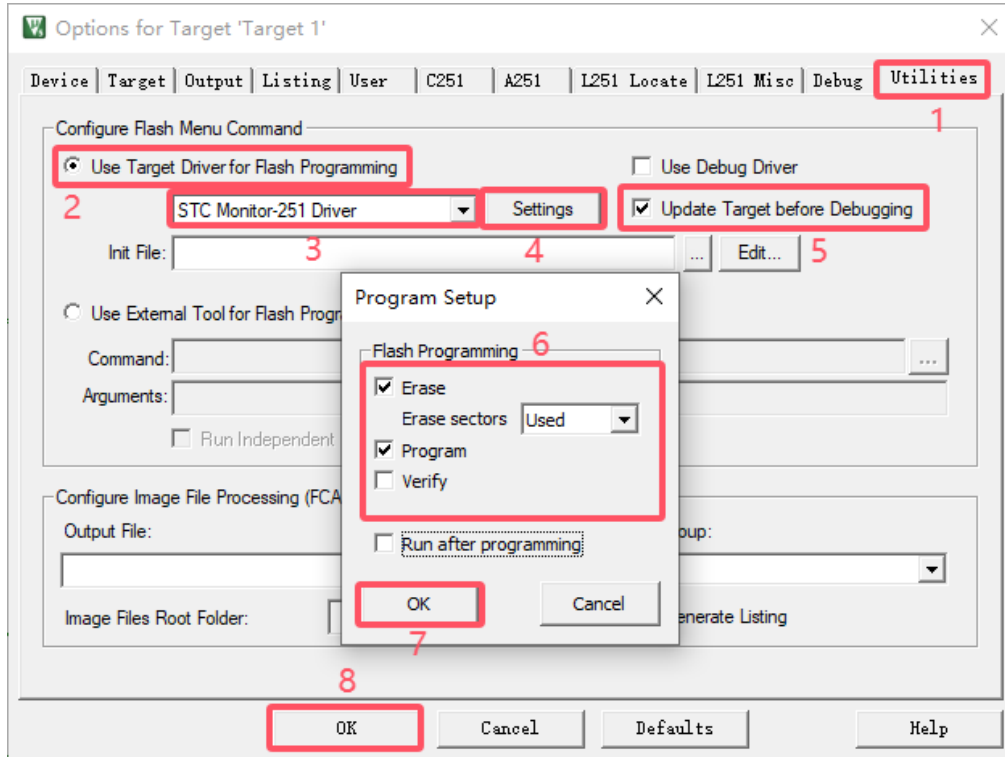 Options for Target 'Target 1'
Device Target Output Listing User C251 A251 L251 Locate L251 Misc Debug Utilities
1
Configure Flash Menu Command
Use Target Driver for Flash Programming Use Debug Driver
2 STC Monitor-251 Driver Settings Update Target before Debugging
3 4 5
Init File: ... Edit...
Program Setup
Use External Tool for Flash
Flash Programming 6
Command: ...
Erase
Arguments:
Erase sectors Used
Run Independent
Program
Verify
Configure Image File Processing
Output File:
Run after programming
OK Cancel
Image Files Root Folder: Listing
7
8
OK Cancel Defaults Help